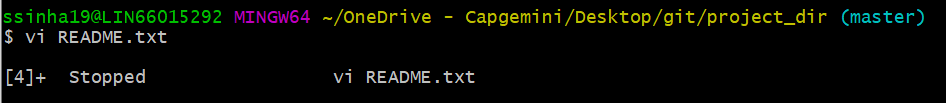 ssinha19@LIN66015292 MINGW64 ~/OneDrive - Capgemini/Desktop/git/project_dir (master)
$ vi README.txt
[4]+  Stopped                 vi README.txt